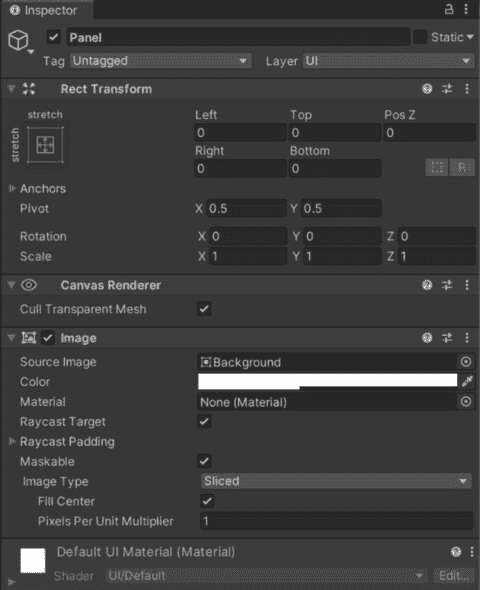 Inspector
Panel
Static
Tag Untagged Layer UI
Rect Transform
stretch
stretch
Left Top Pos Z
0 0 0
Right Bottom
0 0
R
Anchors
Pivot X 0.5 Y 0.5
Rotation X 0 Y 0 Z 0
Scale X 1 Y 1 Z 1
Canvas Renderer
Cull Transparent Mesh
Image
Source Image Background
Color
Material None (Material)
Raycast Target
Raycast Padding
Maskable
Image Type Sliced
Fill Center
Pixels Per Unit Multiplier 1
Default UI Material (Material)
Shader UI/Default Edit...